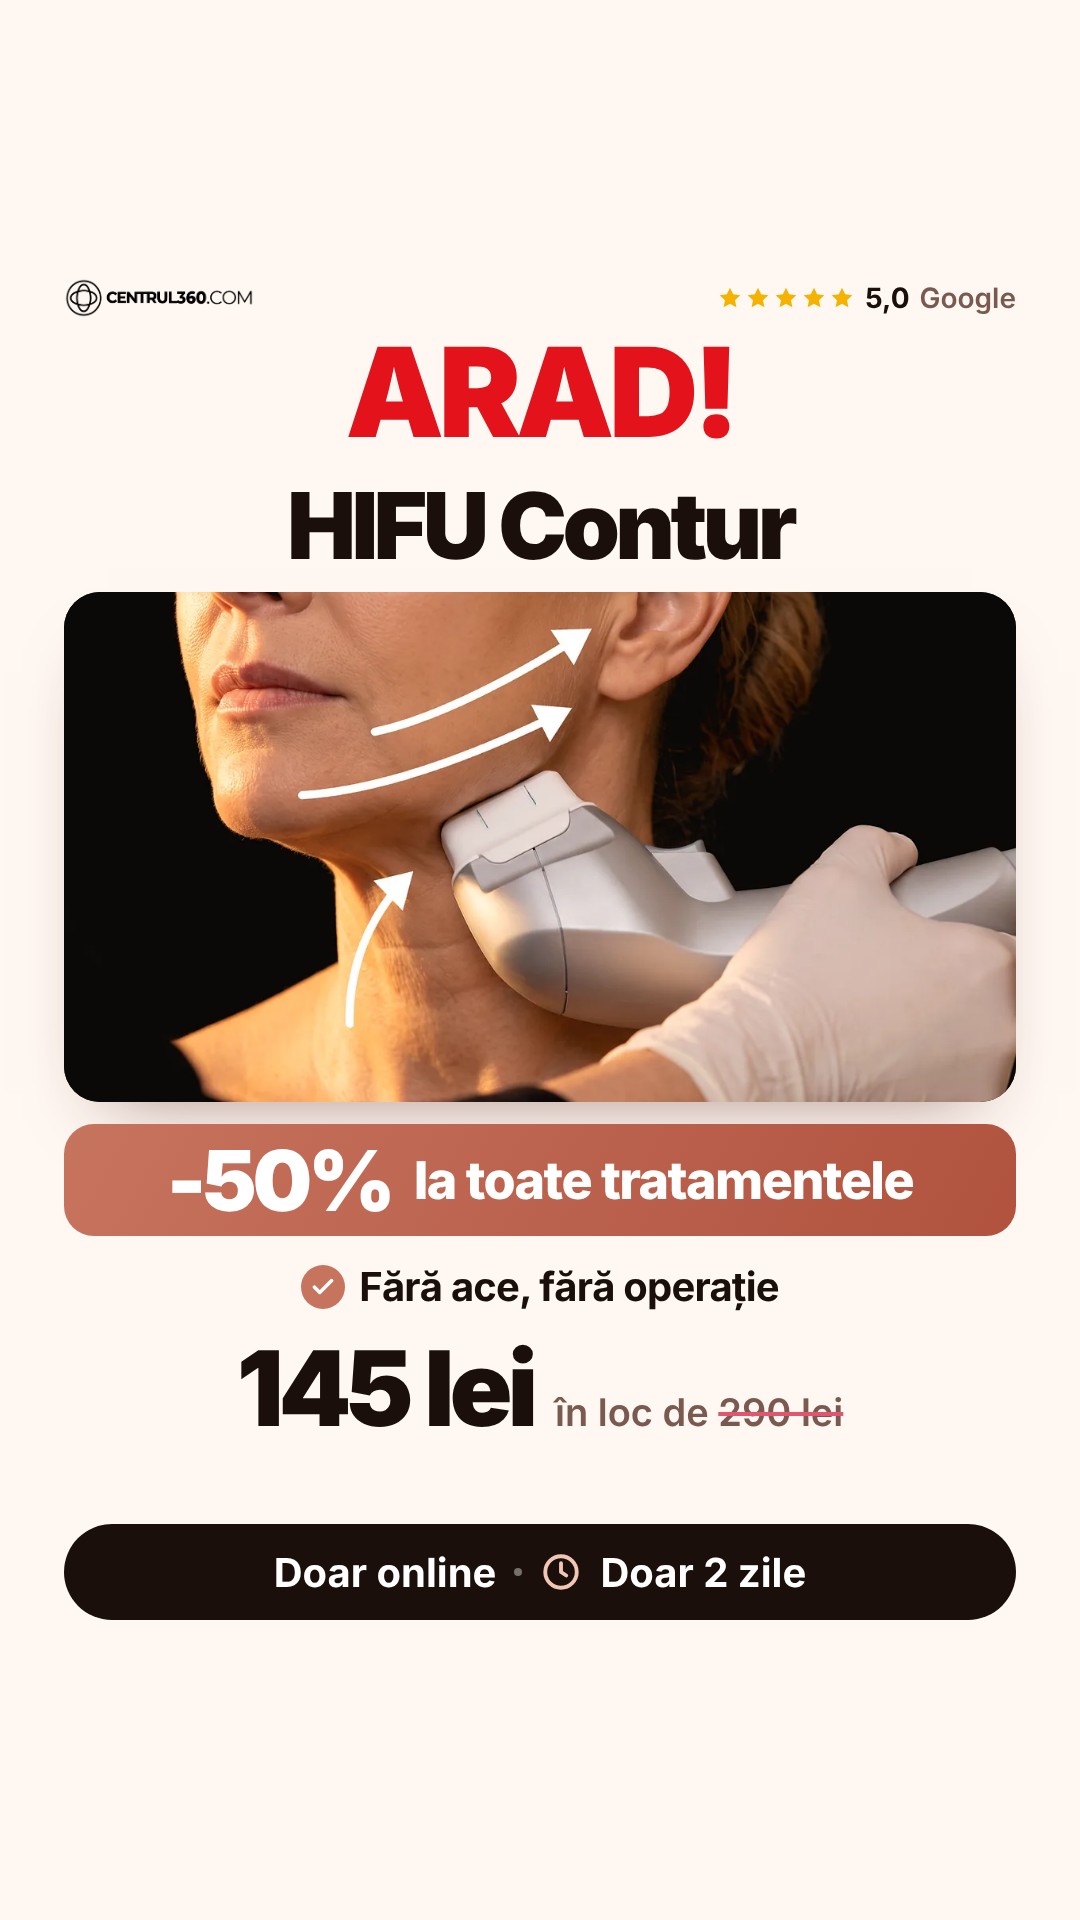 CENTRUL360.COM
5,0 Google
ARAD!
HIFU Contur
-50% la toate tratamentele
Fără ace, fără operație
145 lei în loc de 290 lei
Doar online • Doar 2 zile